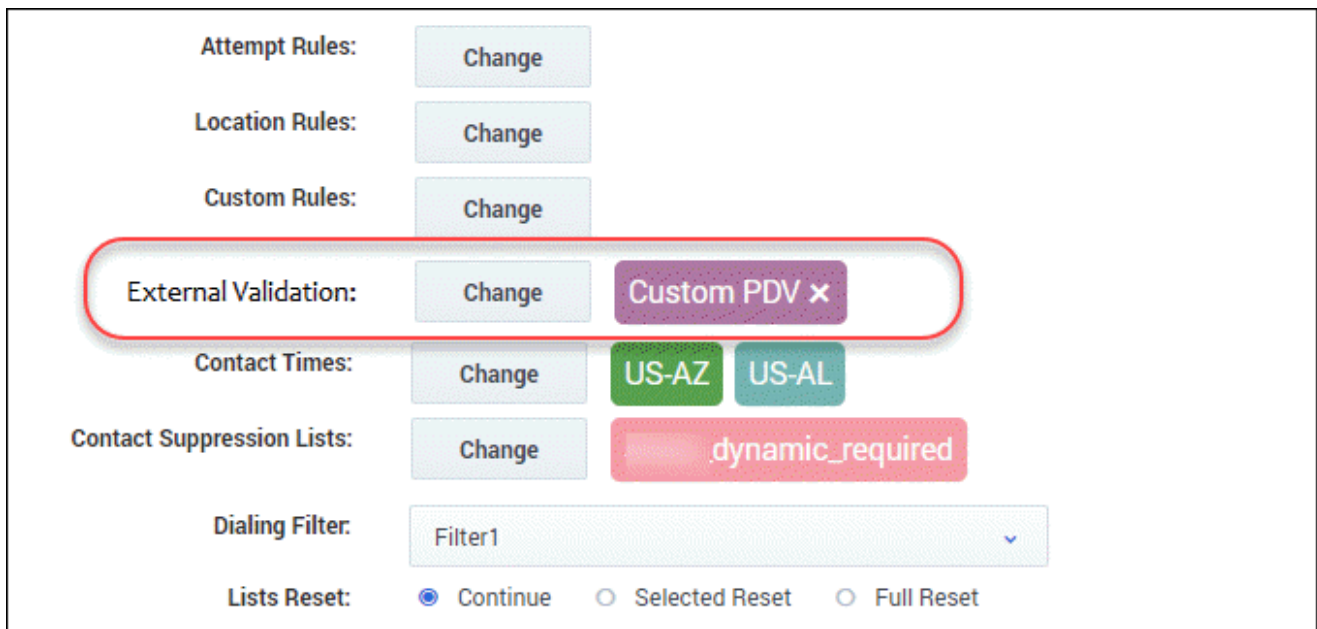 Attempt Rules: Change
Location Rules: Change
Custom Rules: Change
External Validation: Change Custom PDV ×
Contact Times: Change US-AZ US-AL
Contact Suppression Lists: Change .dynamic_required
Dialing Filter: Filter1
Lists Reset: Continue Selected Reset Full Reset